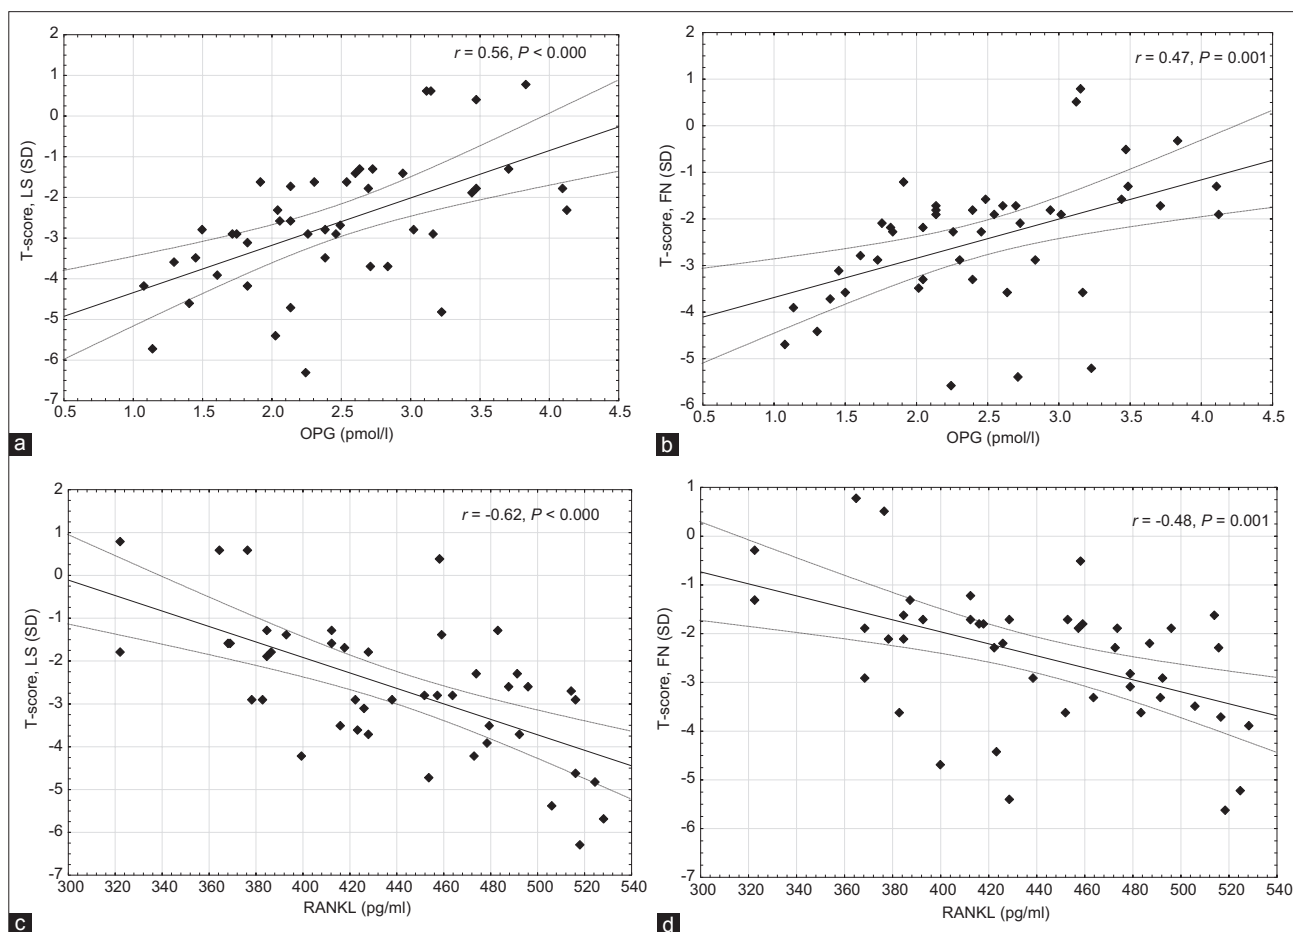 r = 0.56, P < 0.000
2
1
0
-1
-2
-3
-4
-5
-6
-7
T-score, LS (SD)
0.5 1.0 1.5 2.0 2.5 3.0 3.5 4.0 4.5
OPG (pmol/l)
a
r = 0.47, P = 0.001
2
1
0
-1
-2
-3
-4
-5
-6
T-score, FN (SD)
0.5 1.0 1.5 2.0 2.5 3.0 3.5 4.0 4.5
OPG (pmol/l)
b
r = -0.62, P < 0.000
2
1
0
-1
-2
-3
-4
-5
-6
-7
T-score, LS (SD)
300 320 340 360 380 400 420 440 460 480 500 520 540
RANKL (pg/ml)
c
r = -0.48, P = 0.001
1
0
-1
-2
-3
-4
-5
-6
-7
T-score, FN (SD)
300 320 340 360 380 400 420 440 460 480 500 520 540
RANKL (pg/ml)
d